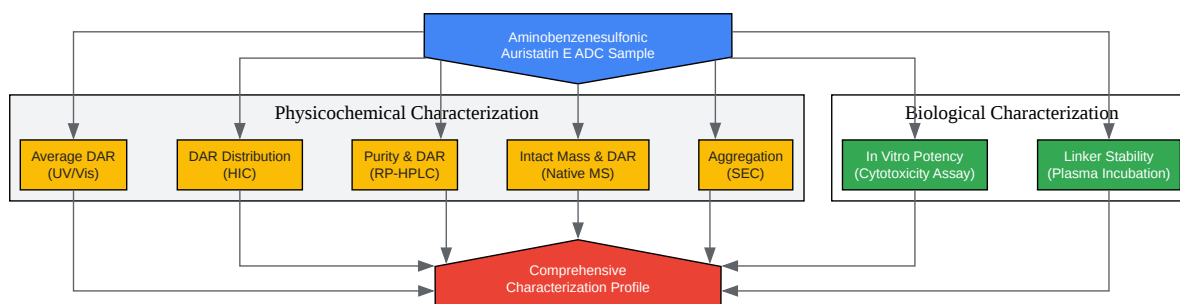 Aminobenzenesulfonic
Auristatin E ADC Sample
Physicochemical Characterization
Biological Characterization
Average DAR
(UV/Vis)
DAR Distribution
(HIC)
Purity & DAR
(RP-HPLC)
Intact Mass & DAR
(Native MS)
Aggregation
(SEC)
In Vitro Potency
(Cytotoxicity Assay)
Linker Stability
(Plasma Incubation)
Comprehensive
Characterization Profile